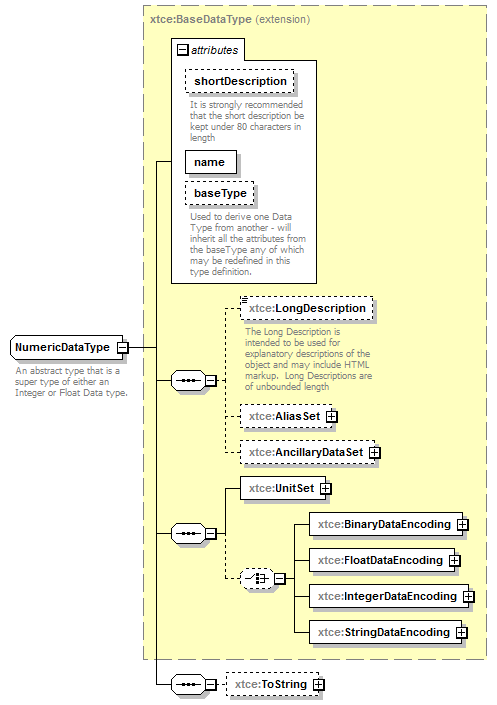 xtce:BaseDataType (extension)
attributes
shortDescription
It is strongly recommended
that the short description be
kept under 80 characters in
length
name
baseType
Used to derive one Data
Type from another - will
inherit all the attributes from
the baseType any of which
may be redefined in this
type definition.
xtce:LongDescription
The Long Description is
intended to be used for
explanatory descriptions of the
object and may include HTML
markup.  Long Descriptions are
of unbounded length
NumericDataType
An abstract type that is a
super type of either an
Integer or Float Data type.
xtce:AliasSet
xtce:AncillaryDataSet
xtce:UnitSet
xtce:BinaryDataEncoding
xtce:FloatDataEncoding
xtce:IntegerDataEncoding
xtce:StringDataEncoding
xtce:ToString